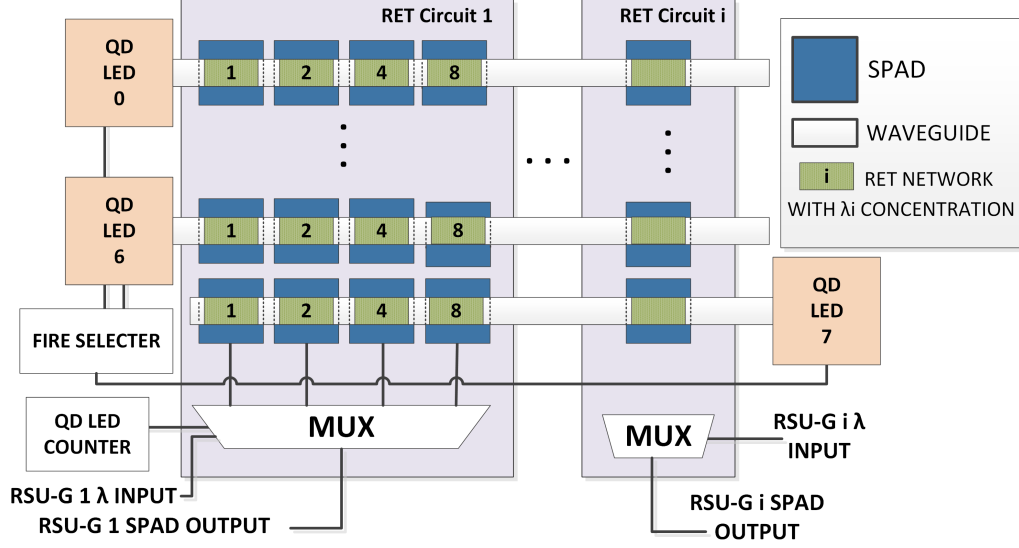 RET Circuit 1
RET Circuit i
QD
LED
0
1 2 4 8
SPAD
WAVEGUIDE
i RET NETWORK
WITH λi CONCENTRATION
QD
LED
6
1 2 4 8
1 2 4 8
QD
LED
7
FIRE SELECTER
QD LED
COUNTER
MUX
MUX
RSU-G i λ
INPUT
RSU-G 1 λ INPUT
RSU-G 1 SPAD OUTPUT
RSU-G i SPAD
OUTPUT